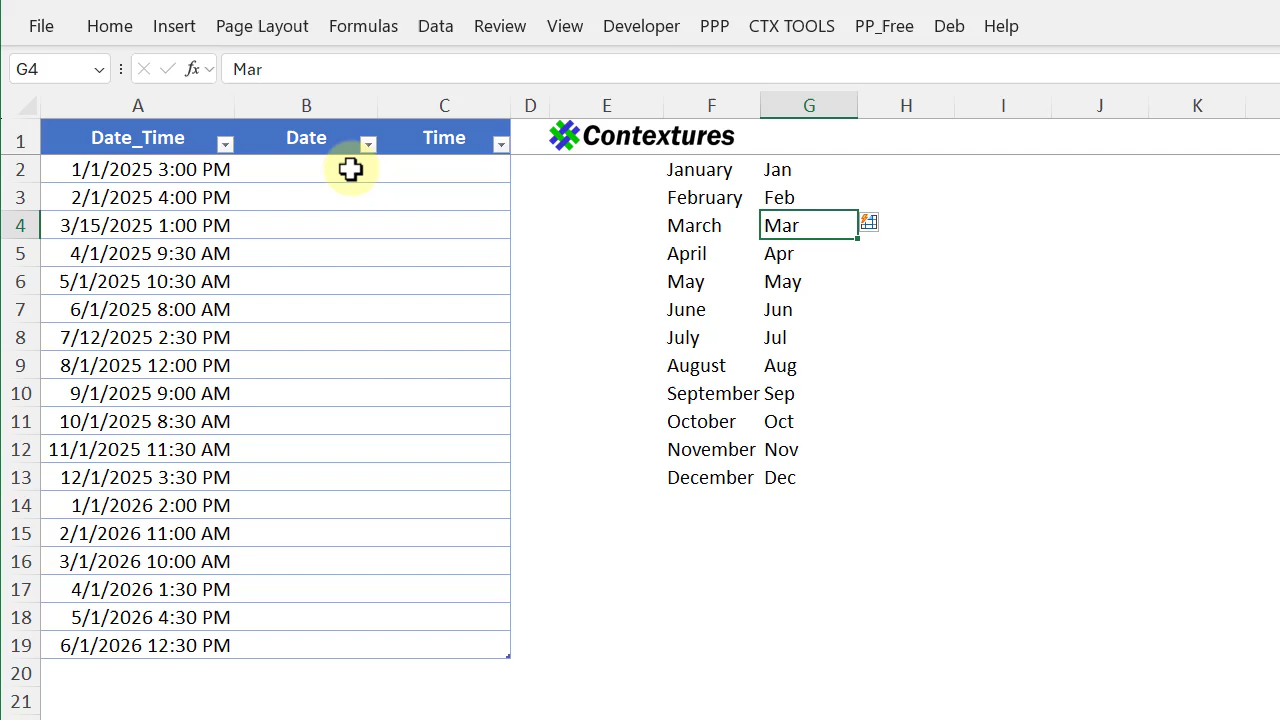 File Home Insert Page Layout Formulas Data Review View Developer PPP CTX TOOLS PP_Free Deb Help
G4 fx Mar
A B C D E F G H I J K
1 Date_Time Date Time Contextures
2 1/1/2025 3:00 PM January Jan
3 2/1/2025 4:00 PM February Feb
4 3/15/2025 1:00 PM March Mar
5 4/1/2025 9:30 AM April Apr
6 5/1/2025 10:30 AM May May
7 6/1/2025 8:00 AM June Jun
8 7/12/2025 2:30 PM July Jul
9 8/1/2025 12:00 PM August Aug
10 9/1/2025 9:00 AM September Sep
11 10/1/2025 8:30 AM October Oct
12 11/1/2025 11:30 AM November Nov
13 12/1/2025 3:30 PM December Dec
14 1/1/2026 2:00 PM
15 2/1/2026 11:00 AM
16 3/1/2026 10:00 AM
17 4/1/2026 1:30 PM
18 5/1/2026 4:30 PM
19 6/1/2026 12:30 PM
20
21